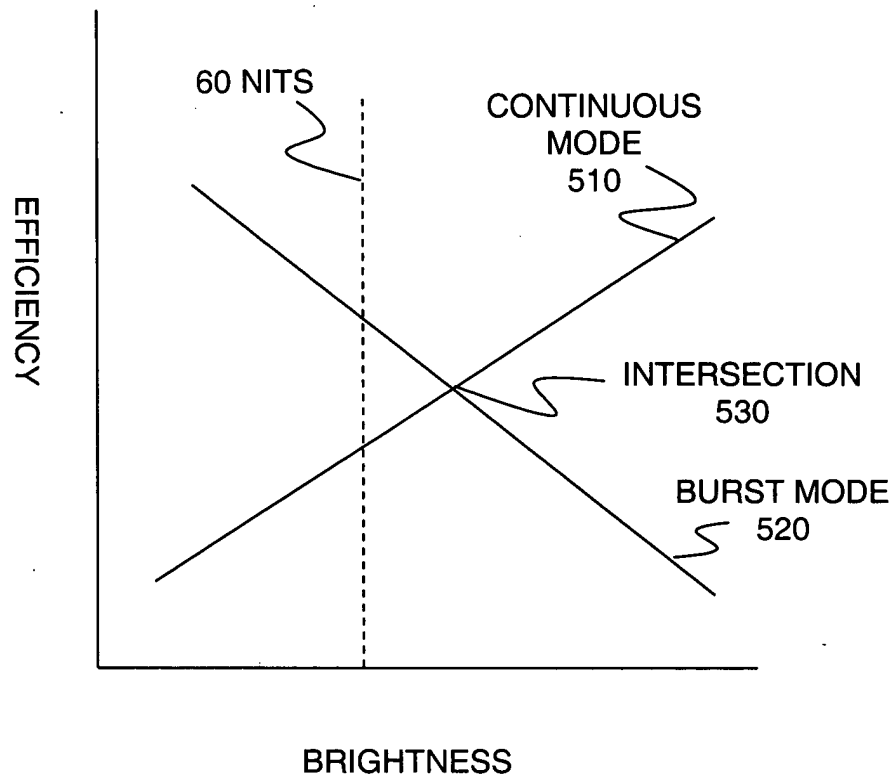 60 NITS
CONTINUOUS
MODE
510
EFFICIENCY
INTERSECTION
530
BURST MODE
520
BRIGHTNESS